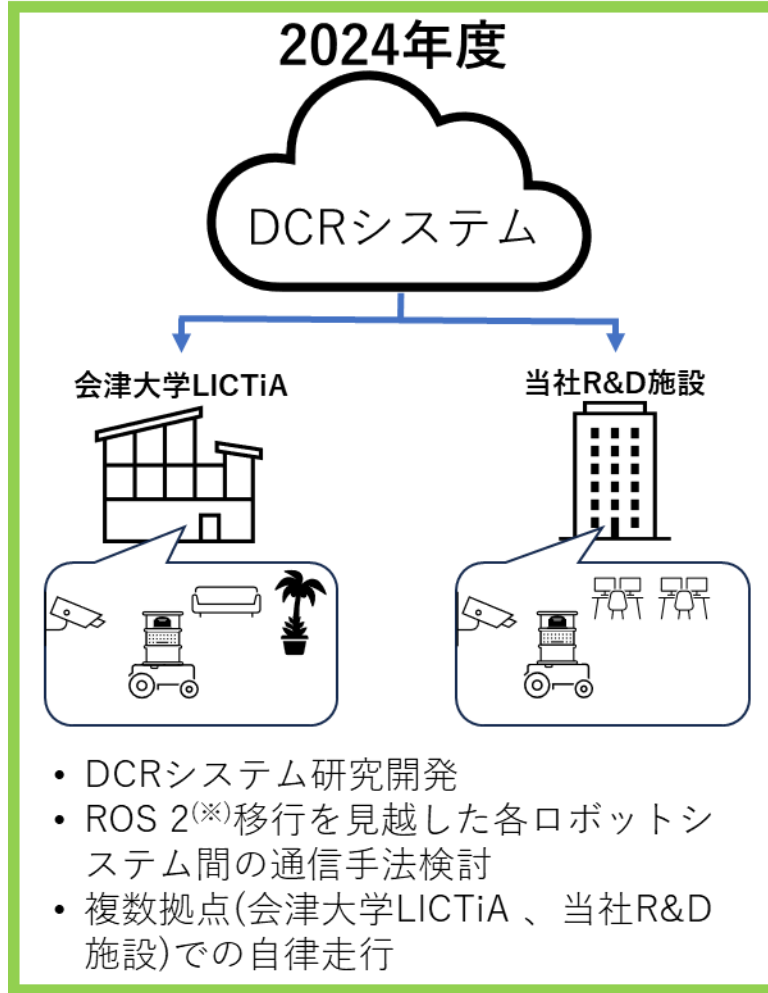 2024年度
DCRシステム
会津大学LICTiA
当社R&D施設
• DCRシステム研究開発
• ROS 2(※)移行を見越した各ロボットシ
ステム間の通信手法検討
• 複数拠点(会津大学LICTiA 、当社R&D
施設)での自律走行